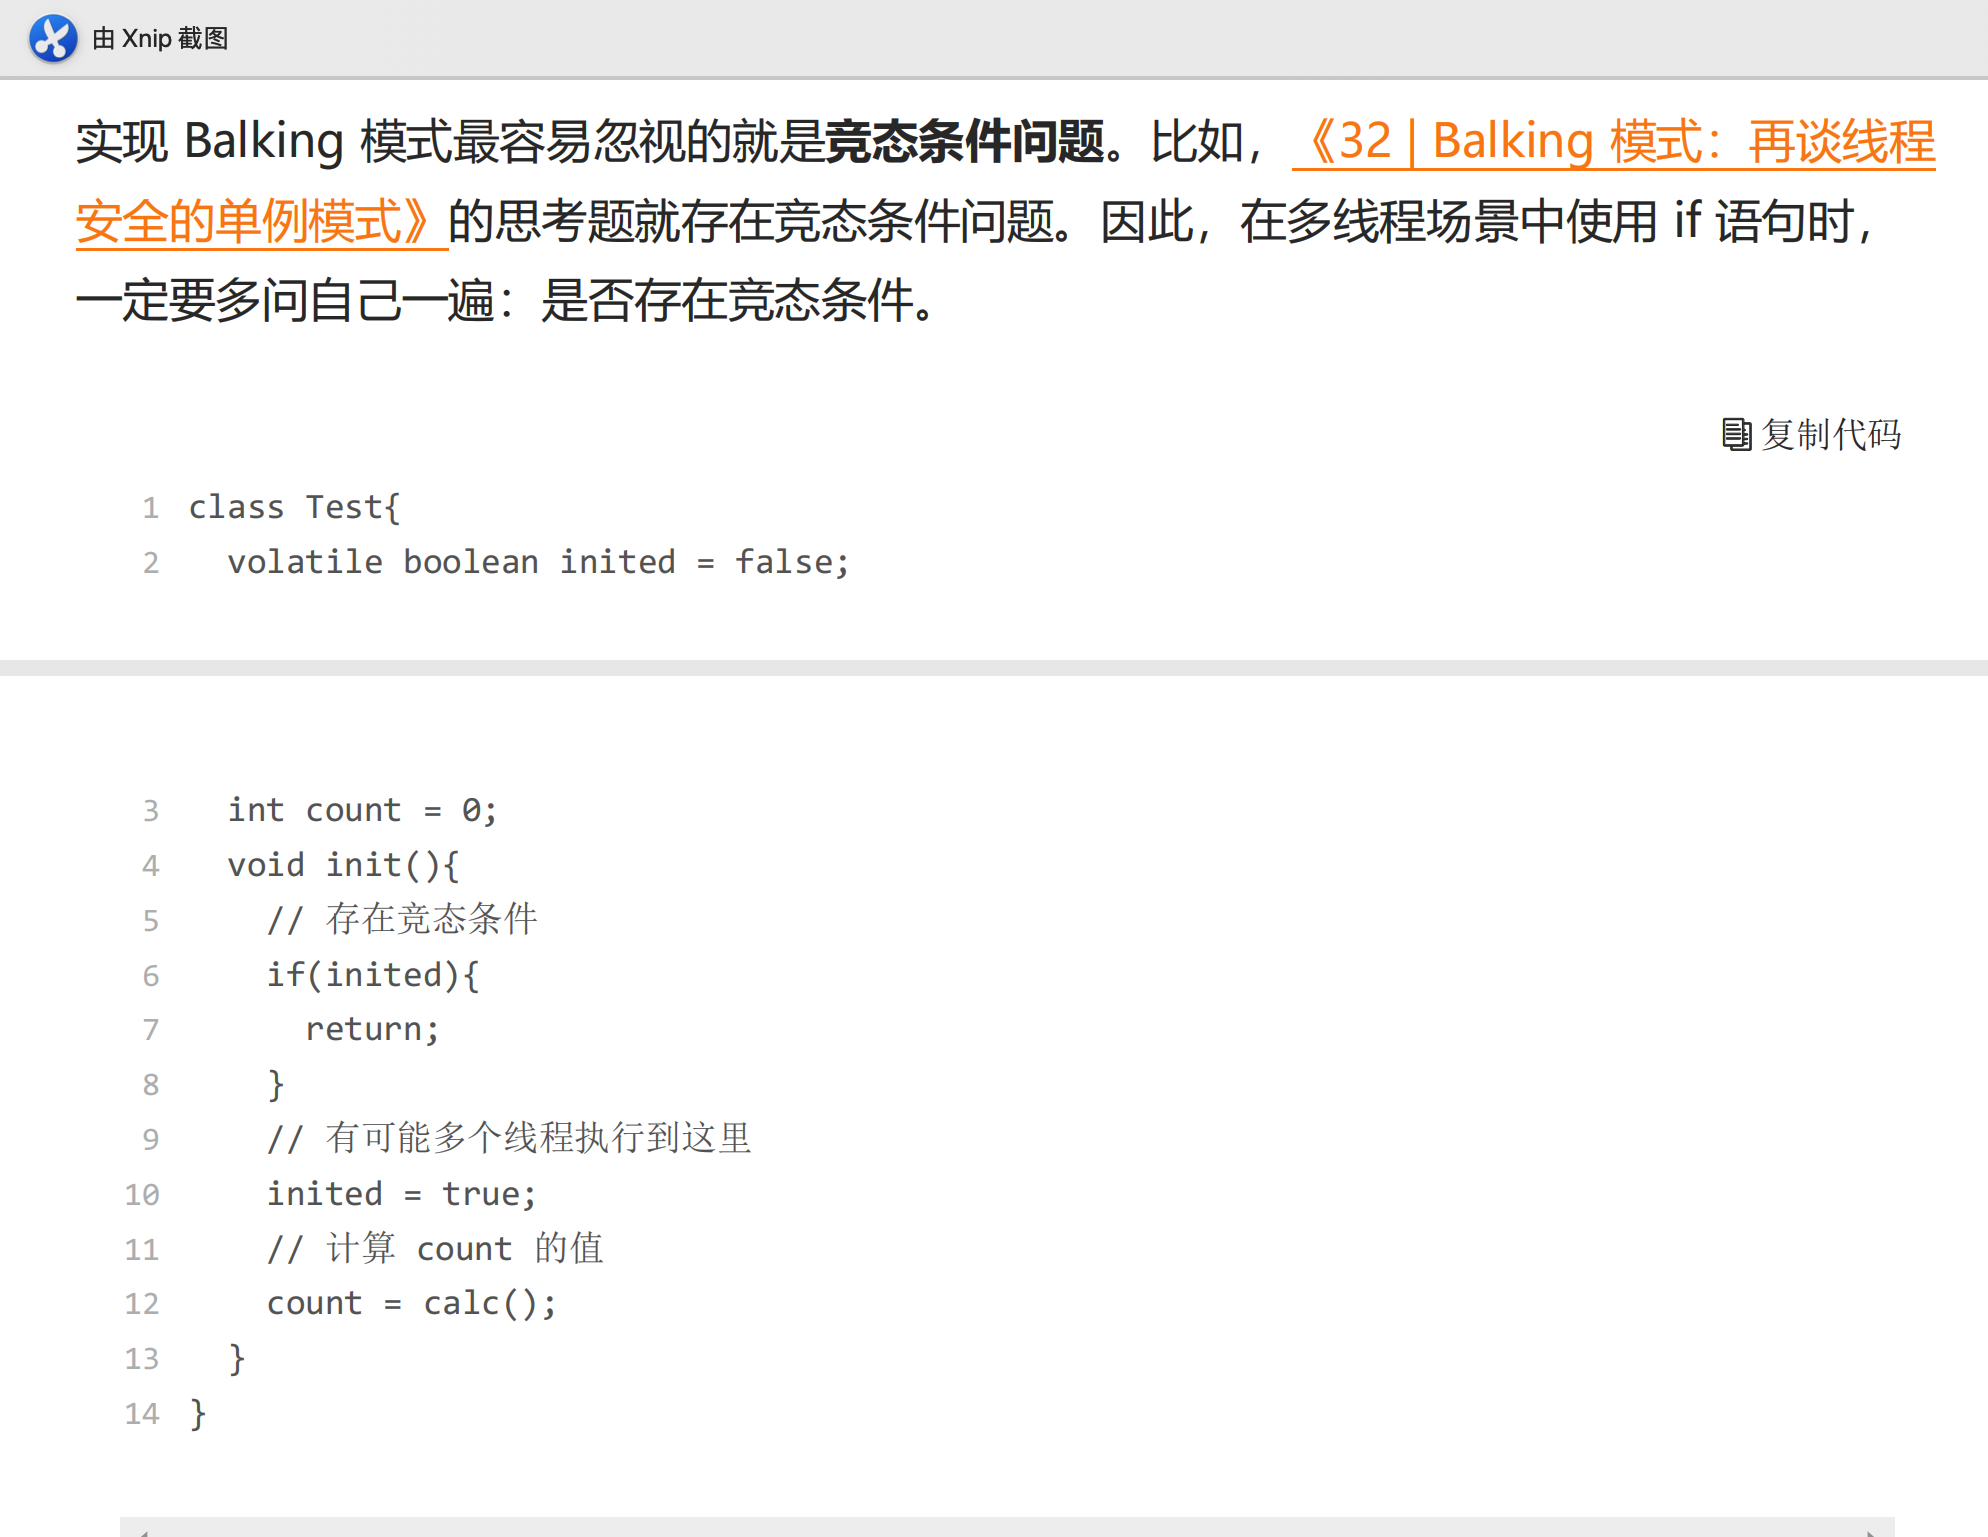 由 Xnip 截图
实现 Balking 模式最容易忽视的就是竞态条件问题。比如，《32 | Balking 模式：再谈线程
安全的单例模式》的思考题就存在竞态条件问题。因此，在多线程场景中使用 if 语句时，
一定要多问自己一遍：是否存在竞态条件。
复制代码
1 class Test{
2   volatile boolean inited = false;
3   int count = 0;
4   void init(){
5     // 存在竞态条件
6     if(inited){
7       return;
8     }
9     // 有可能多个线程执行到这里
10     inited = true;
11     // 计算 count 的值
12     count = calc();
13   }
14 }